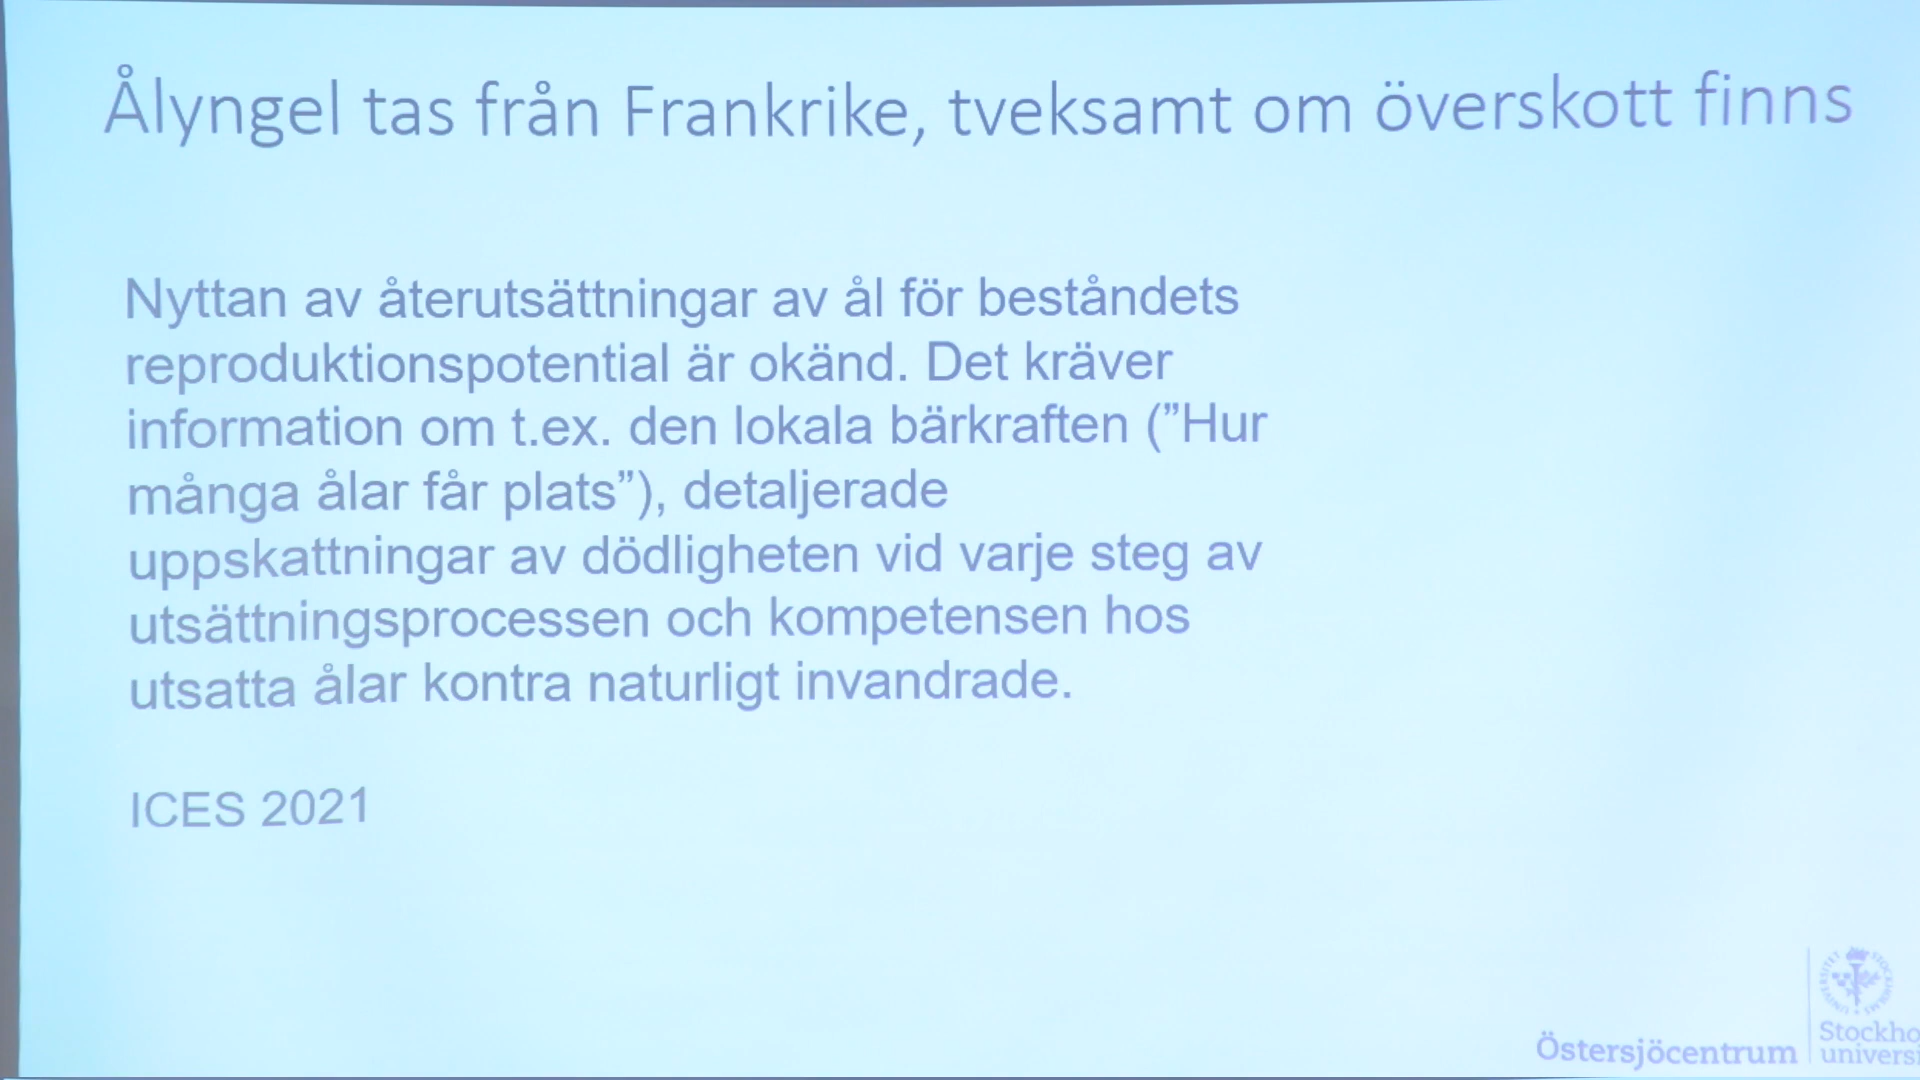 Ålyngel tas från Frankrike, tveksamt om överskott finns
Nyttan av återutsättningar av ål för beståndets
reproduktionspotential är okänd. Det kräver
information om t.ex. den lokala bärkraften (”Hur
många ålar får plats”), detaljerade
uppskattningar av dödligheten vid varje steg av
utsättningsprocessen och kompetensen hos
utsatta ålar kontra naturligt invandrade.
ICES 2021
Östersjöcentrum
Stockho
universi